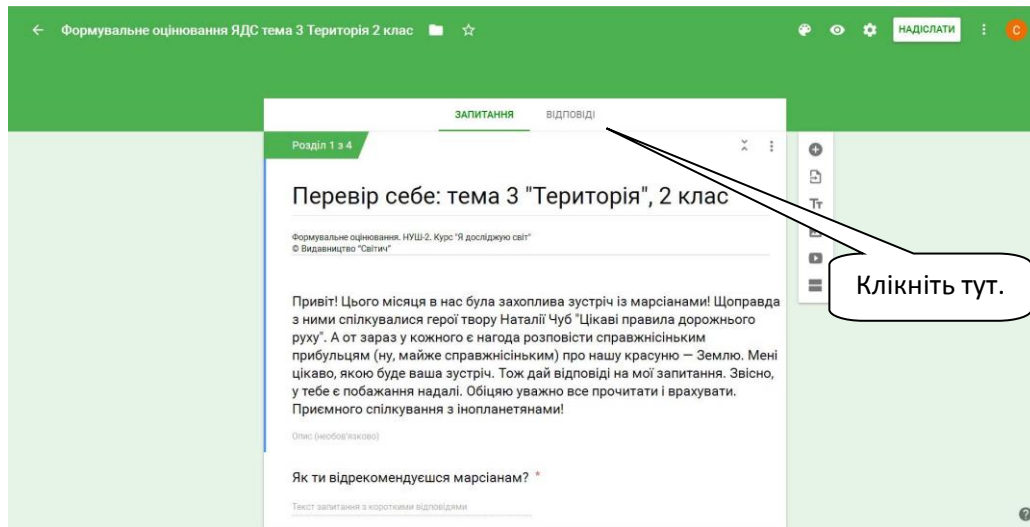 Формувальне оцінювання ЯДС тема 3 Територія 2 клас
НАДІСЛАТИ
С
ЗАПИТАННЯ ВІДПОВІДІ
Розділ 1 з 4
Перевір себе: тема 3 "Територія", 2 клас
Формувальне оцінювання. НУШ-2. Курс "Я досліджую світ"
© Видавництво "Світич"
Клікніть тут.
Привіт! Цього місяця в нас була захоплива зустріч із марсіанами! Щоправда
з ними спілкувалися герої твору Наталії Чуб "Цікаві правила дорожнього
руху". А от зараз у кожного є нагода розповісти справжнісіньким
прибульцям (ну, майже справжнісіньким) про нашу красуню — Землю. Мені
цікаво, якою буде ваша зустріч. Тож дай відповіді на мої запитання. Звісно,
у тебе є побажання надалі. Обіцяю уважно все прочитати і врахувати.
Приємного спілкування з інопланетянами!
Опис (необов'язково)
Як ти відрекомендуєшся марсіанам? *
Текст запитання з короткими відповідями